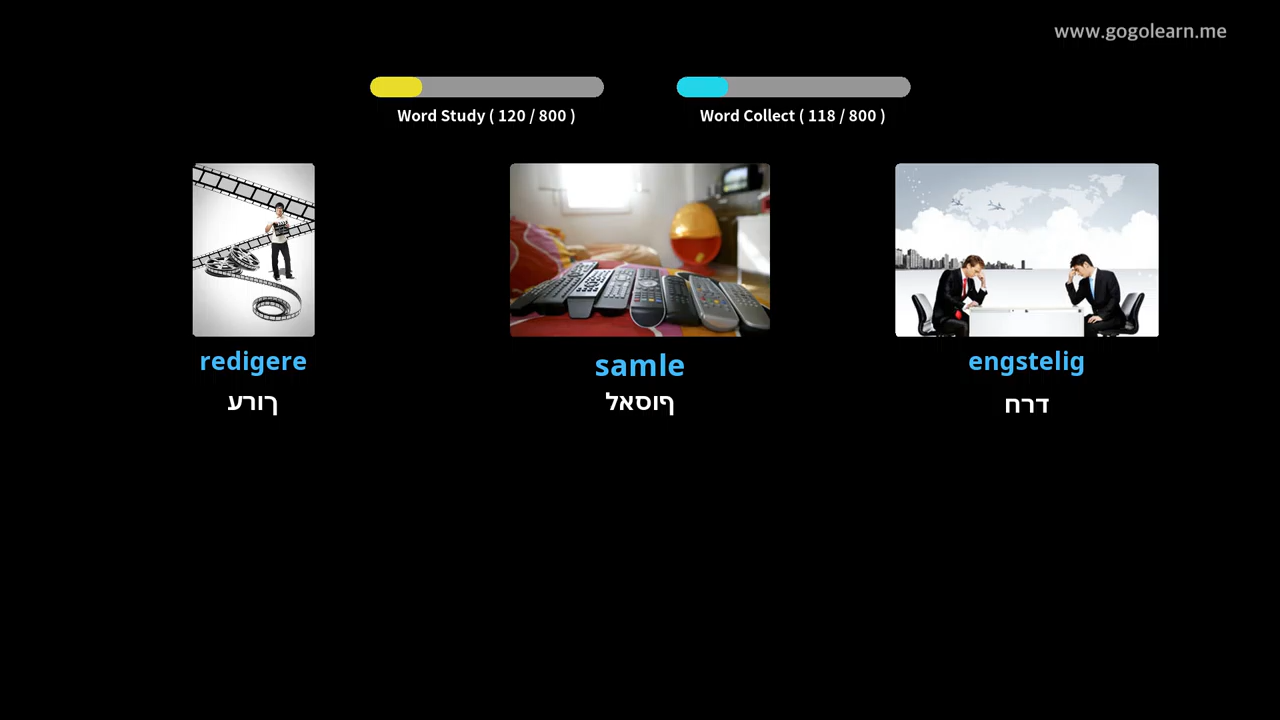 www.gogolearn.me
Word Study ( 120 / 800 )
Word Collect ( 118 / 800 )
redigere
ךורע
samle
ףוסאל
engstelig
דרח